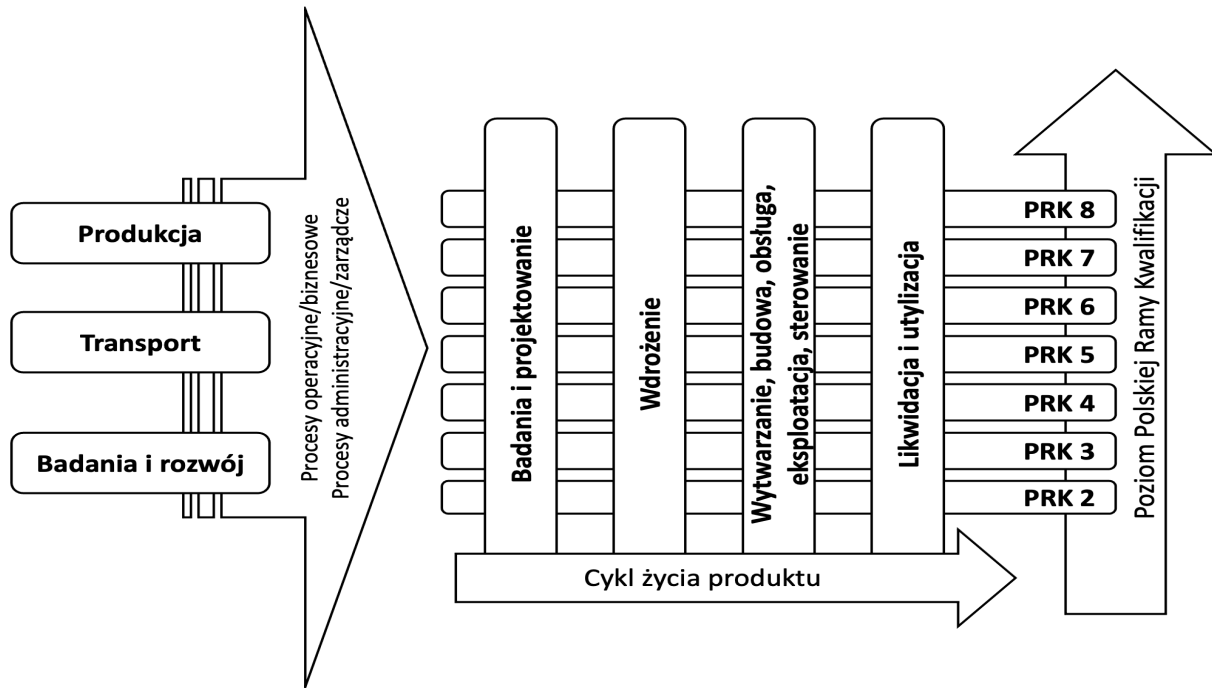 Produkcja
Transport
Badania i rozwój
Procesy operacyjne/biznesowe
Procesy administracyjne/zarządcze
Badania i projektowanie
Wdrożenie
Wytwarzanie, budowa, obsługa,
eksploatacja, sterowanie
Likwidacja i utylizacja
PRK 8
PRK 7
PRK 6
PRK 5
PRK 4
PRK 3
PRK 2
Poziom Polskiej Ramy Kwalifikacji
Cykl życia produktu